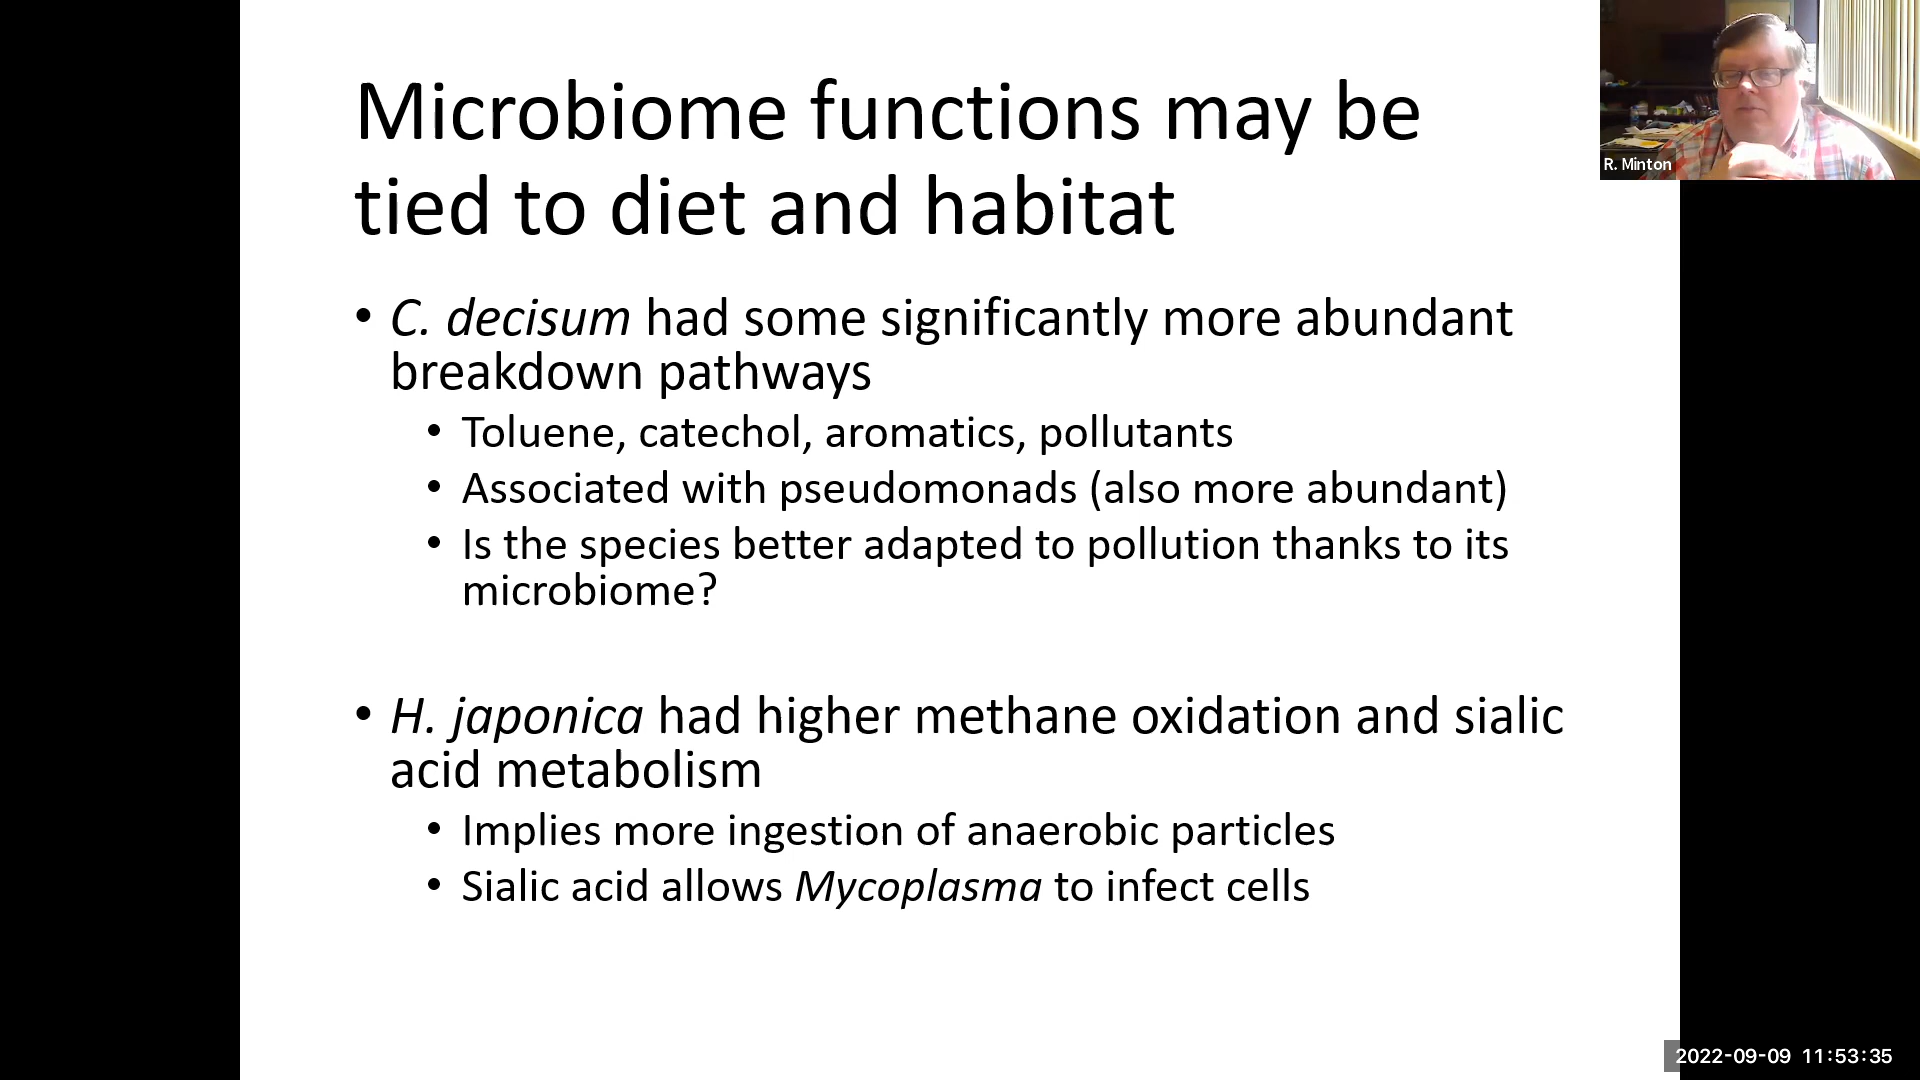 Microbiome functions may be
tied to diet and habitat
• C. decisum had some significantly more abundant
breakdown pathways
• Toluene, catechol, aromatics, pollutants
• Associated with pseudomonads (also more abundant)
• Is the species better adapted to pollution thanks to its
microbiome?
• H. japonica had higher methane oxidation and sialic
acid metabolism
• Implies more ingestion of anaerobic particles
• Sialic acid allows Mycoplasma to infect cells
R. Minton
2022-09-09 11:53:35